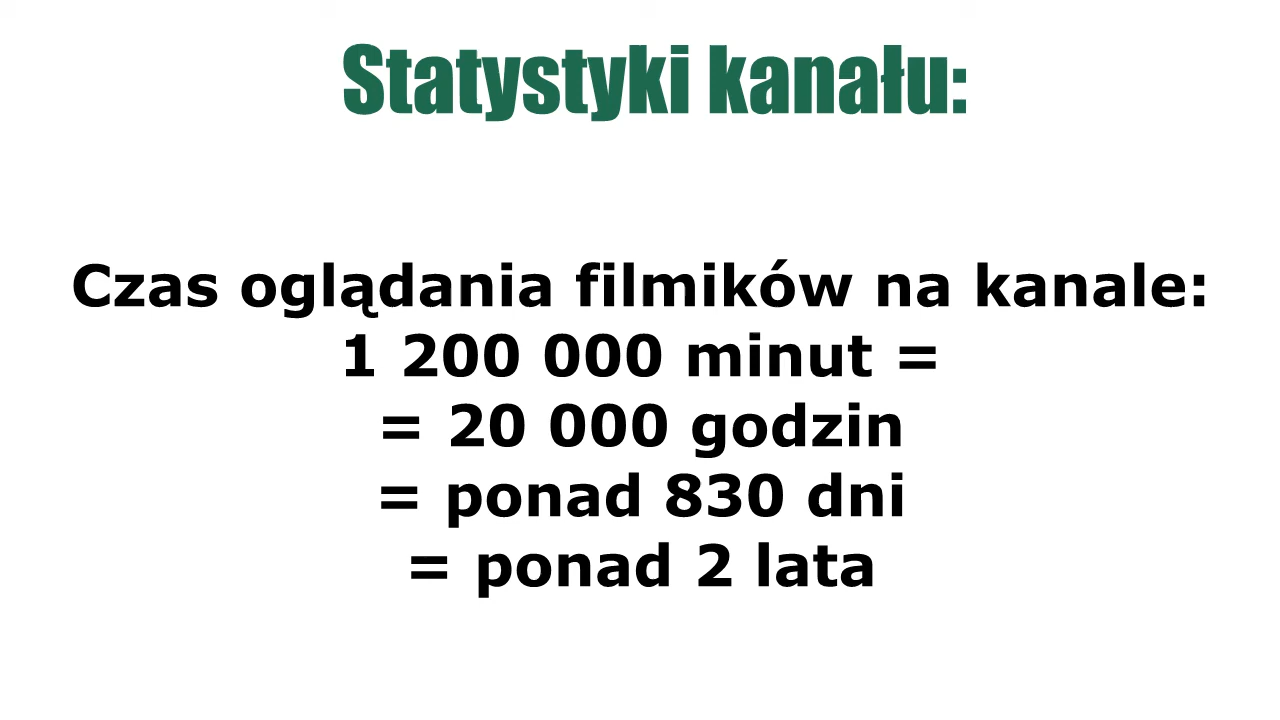 Statystyki kanału:
Czas oglądania filmików na kanale:
1 200 000 minut =
= 20 000 godzin
= ponad 830 dni
= ponad 2 lata